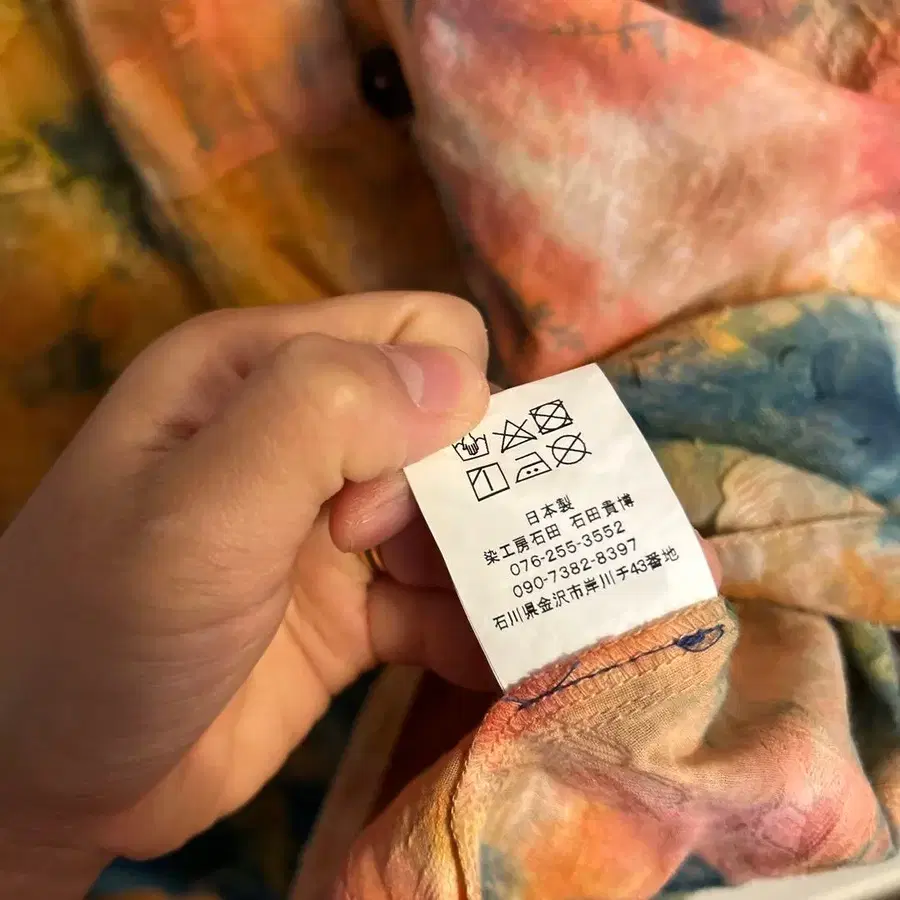 日本製
染工房石田 石田貴博
076-255-3552
090-7382-8397
石川県金沢市岸川チ43番地